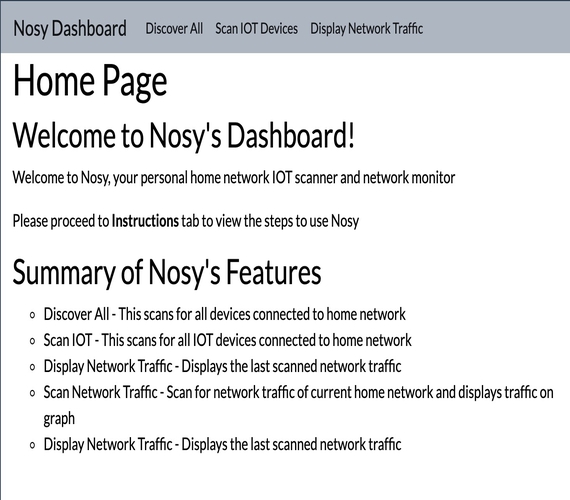 Nosy Dashboard Discover All Scan IOT Devices Display Network Traffic
Home Page
Welcome to Nosy's Dashboard!
Welcome to Nosy, your personal home network IOT scanner and network monitor
Please proceed to Instructions tab to view the steps to use Nosy
Summary of Nosy's Features
Discover All - This scans for all devices connected to home network
Scan IOT - This scans for all IOT devices connected to home network
Display Network Traffic - Displays the last scanned network traffic
Scan Network Traffic - Scan for network traffic of current home network and displays traffic on
graph
Display Network Traffic - Displays the last scanned network traffic